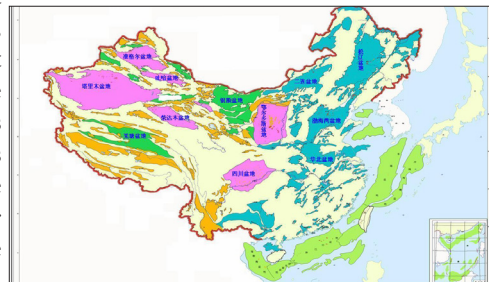 准格尔盆地
吐哈盆地
塔里木盆地
柴达木盆地
银额盆地
羌塘盆地
二连盆地
松辽盆地
鄂尔多斯盆地
渤海湾盆地
华北盆地
四川盆地